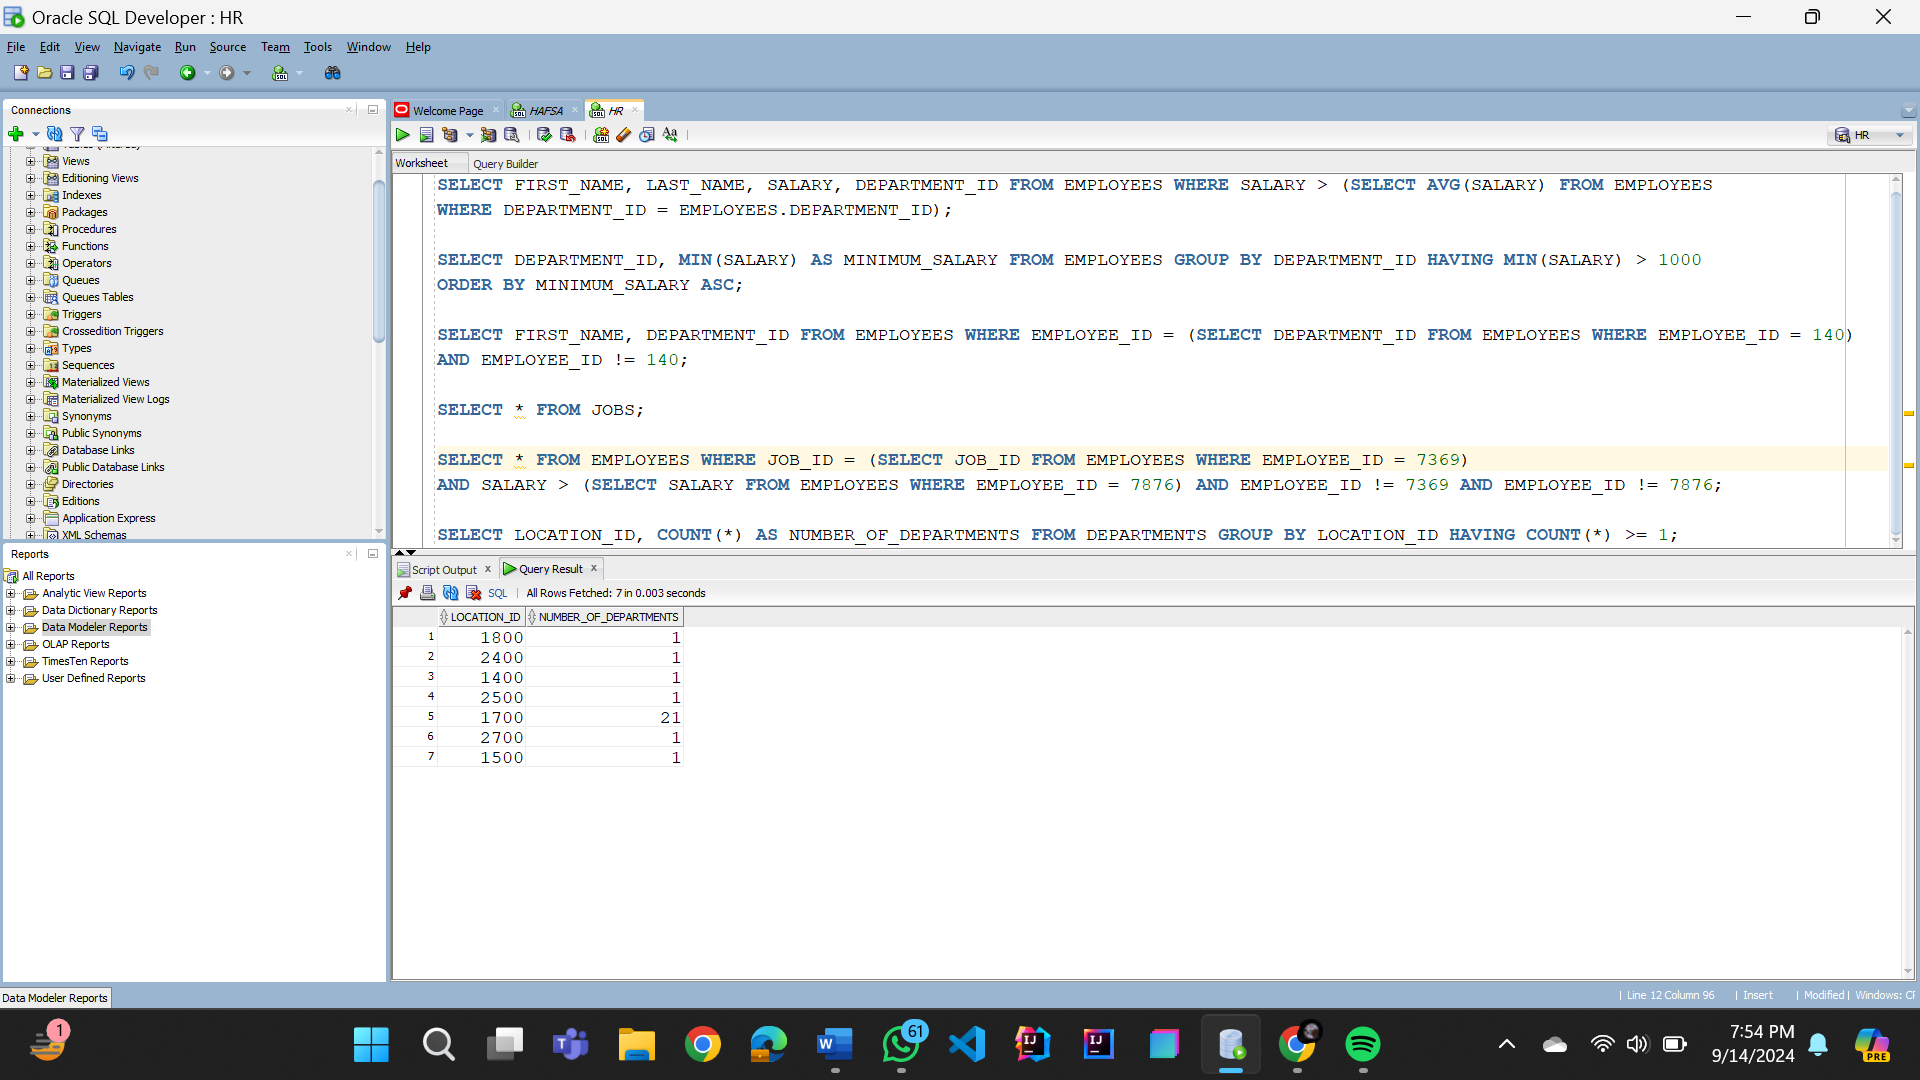 Oracle SQL Developer : HR
File Edit View Navigate Run Source Team Tools Window Help
Connections
Views
Editioning Views
Indexes
Packages
Procedures
Functions
Operators
Queues
Queues Tables
Triggers
Crossedition Triggers
Types
Sequences
Materialized Views
Materialized View Logs
Synonyms
Public Synonyms
Database Links
Public Database Links
Directories
Editions
Application Express
XML Schemas
Reports
All Reports
Analytic View Reports
Data Dictionary Reports
Data Modeler Reports
OLAP Reports
TimesTen Reports
User Defined Reports
Data Modeler Reports
Welcome Page HAFSA HR
HR
Worksheet Query Builder
SELECT FIRST_NAME, LAST_NAME, SALARY, DEPARTMENT_ID FROM EMPLOYEES WHERE SALARY > (SELECT AVG(SALARY) FROM EMPLOYEES
WHERE DEPARTMENT_ID = EMPLOYEES.DEPARTMENT_ID);
SELECT DEPARTMENT_ID, MIN(SALARY) AS MINIMUM_SALARY FROM EMPLOYEES GROUP BY DEPARTMENT_ID HAVING MIN(SALARY) > 1000
ORDER BY MINIMUM_SALARY ASC;
SELECT FIRST_NAME, DEPARTMENT_ID FROM EMPLOYEES WHERE EMPLOYEE_ID = (SELECT DEPARTMENT_ID FROM EMPLOYEES WHERE EMPLOYEE_ID = 140)
AND EMPLOYEE_ID != 140;
SELECT * FROM JOBS;
SELECT * FROM EMPLOYEES WHERE JOB_ID = (SELECT JOB_ID FROM EMPLOYEES WHERE EMPLOYEE_ID = 7369)
AND SALARY > (SELECT SALARY FROM EMPLOYEES WHERE EMPLOYEE_ID = 7876) AND EMPLOYEE_ID != 7369 AND EMPLOYEE_ID != 7876;
SELECT LOCATION_ID, COUNT(*) AS NUMBER_OF_DEPARTMENTS FROM DEPARTMENTS GROUP BY LOCATION_ID HAVING COUNT(*) >= 1;
Script Output Query Result
SQL All Rows Fetched: 7 in 0.003 seconds
LOCATION_ID NUMBER_OF_DEPARTMENTS
1 1800 1
2 2400 1
3 1400 1
4 2500 1
5 1700 21
6 2700 1
7 1500 1
Line 12 Column 96 Insert Modified Windows:
1
61
7:54 PM
9/14/2024
PRE